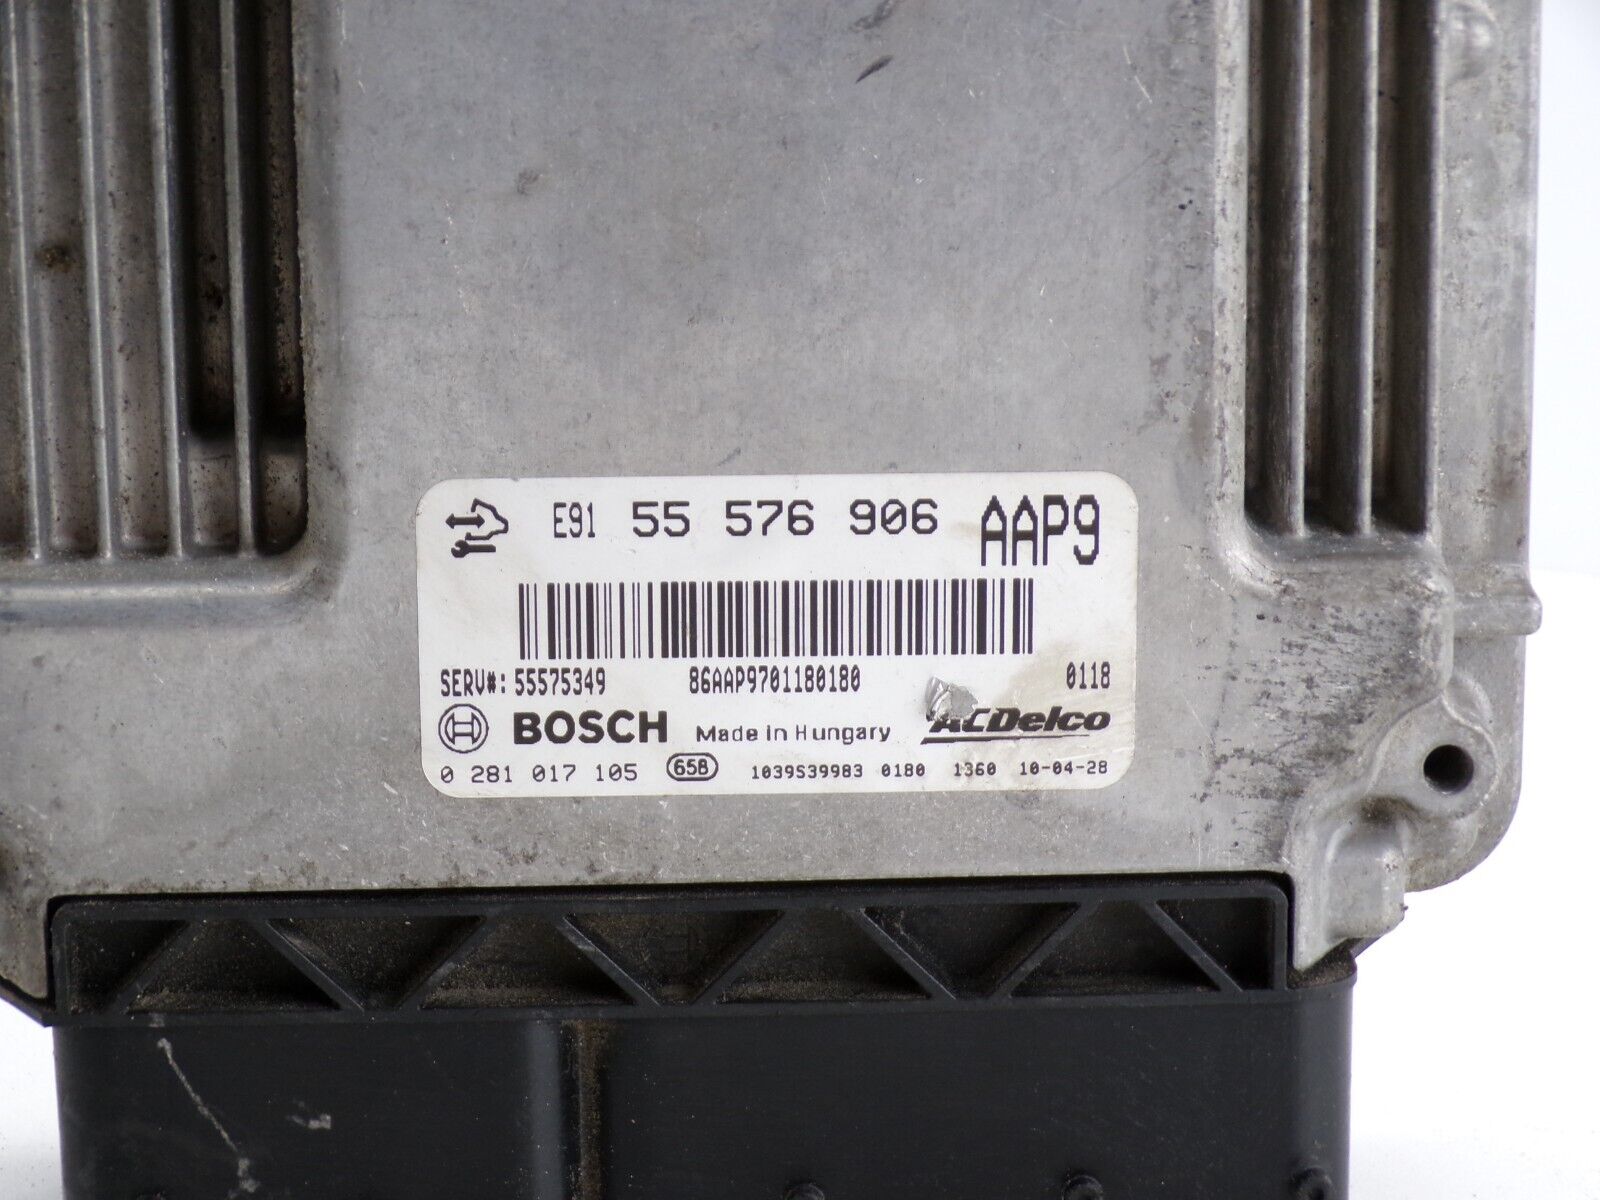 E91 55 576 906 AAP9
SERV#: 55575349 86AAP9701180180 0118
BOSCH Made in Hungary ACDelco
0 281 017 105 658 1039S39983 0180 1360 10-04-28